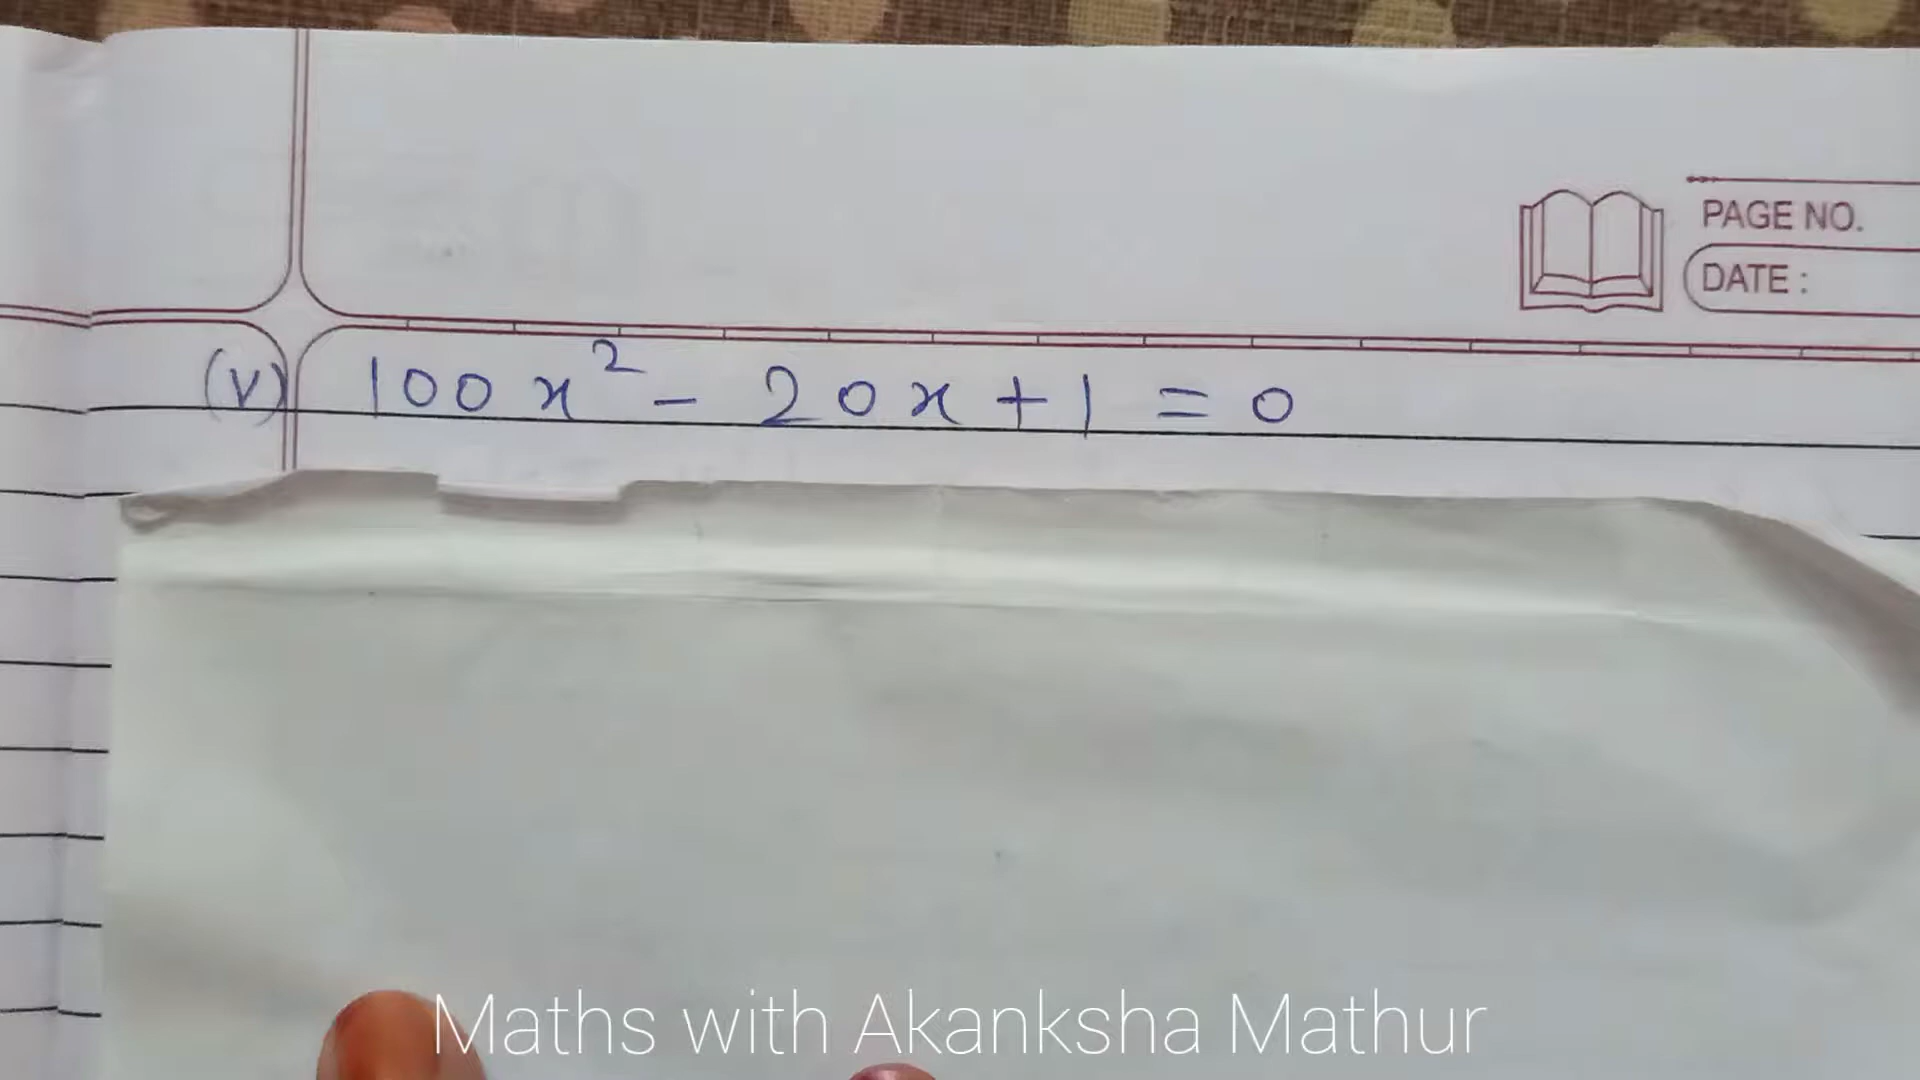 PAGE NO.
DATE :
(v) 100x² - 20x + 1 = 0
Maths with Akanksha Mathur